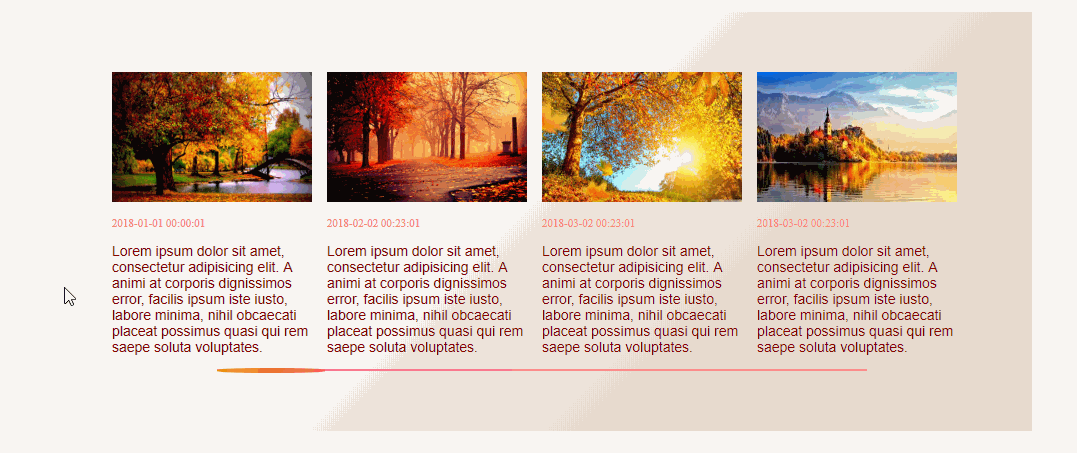 2018-01-01 00:00:01
Lorem ipsum dolor sit amet,
consectetur adipisicing elit. A
animi at corporis dignissimos
error, facilis ipsum iste iusto,
labore minima, nihil obcaecati
placeat possimus quasi qui rem
saepe soluta voluptates.
2018-02-02 00:23:01
Lorem ipsum dolor sit amet,
consectetur adipisicing elit. A
animi at corporis dignissimos
error, facilis ipsum iste iusto,
labore minima, nihil obcaecati
placeat possimus quasi qui rem
saepe soluta voluptates.
2018-03-02 00:23:01
Lorem ipsum dolor sit amet,
consectetur adipisicing elit. A
animi at corporis dignissimos
error, facilis ipsum iste iusto,
labore minima, nihil obcaecati
placeat possimus quasi qui rem
saepe soluta voluptates.
2018-03-02 00:23:01
Lorem ipsum dolor sit amet,
consectetur adipisicing elit. A
animi at corporis dignissimos
error, facilis ipsum iste iusto,
labore minima, nihil obcaecati
placeat possimus quasi qui rem
saepe soluta voluptates.